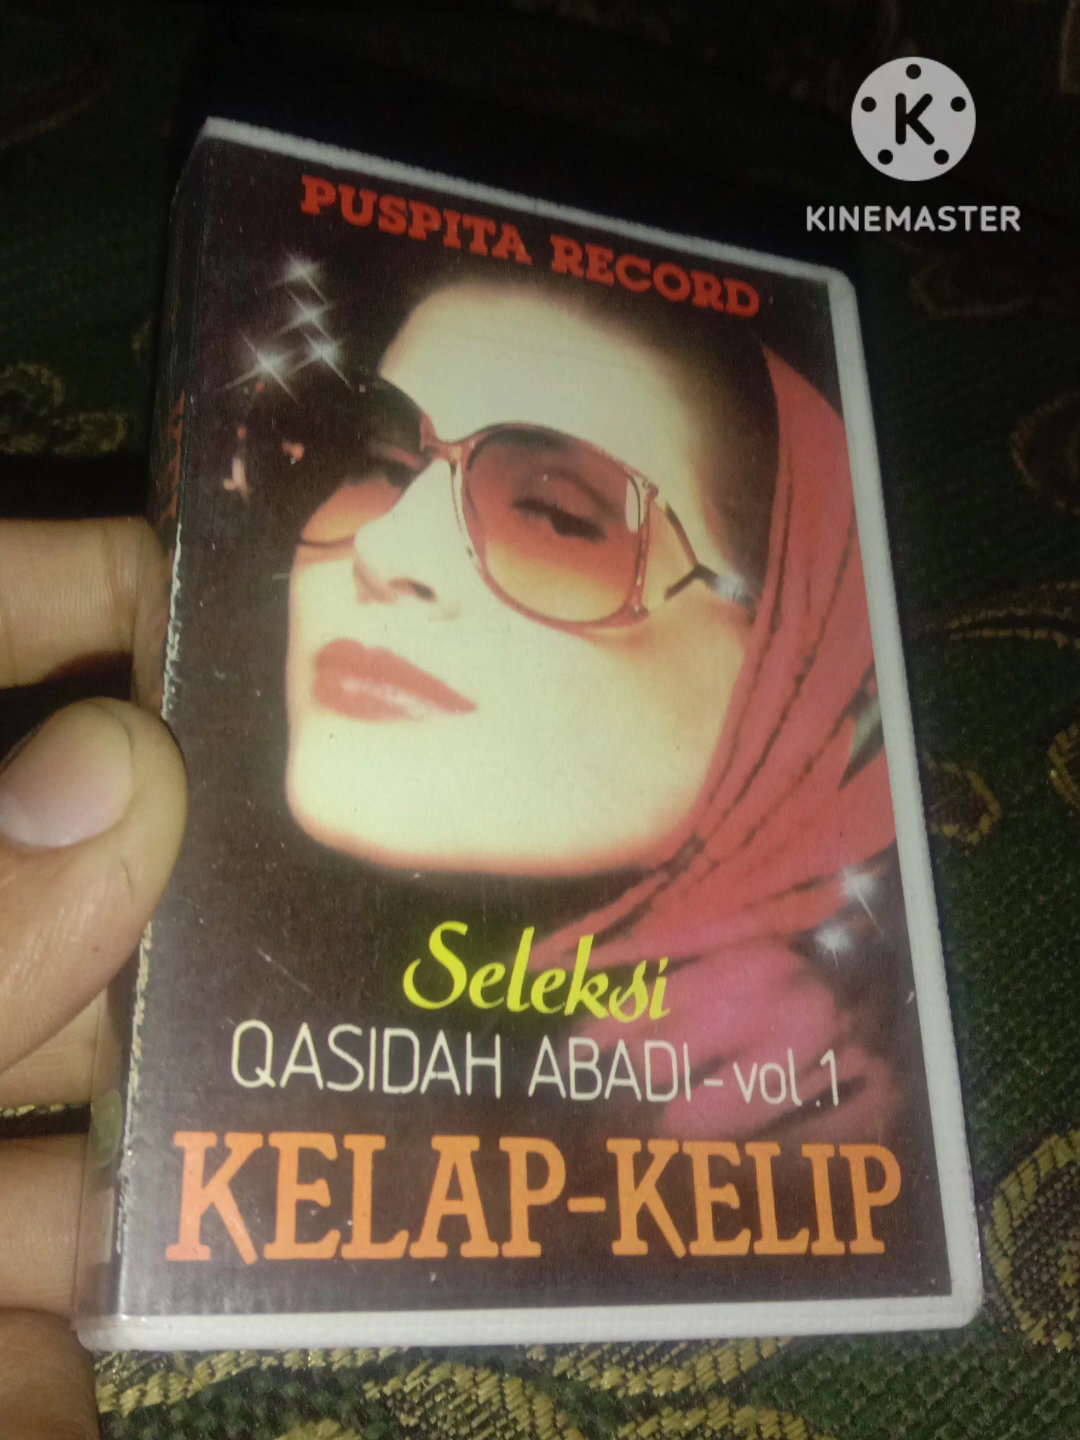 K
KINEMASTER
PUSPITA RECORD
Seleksi
QASIDAH ABADI - vol.1
KELAP-KELIP